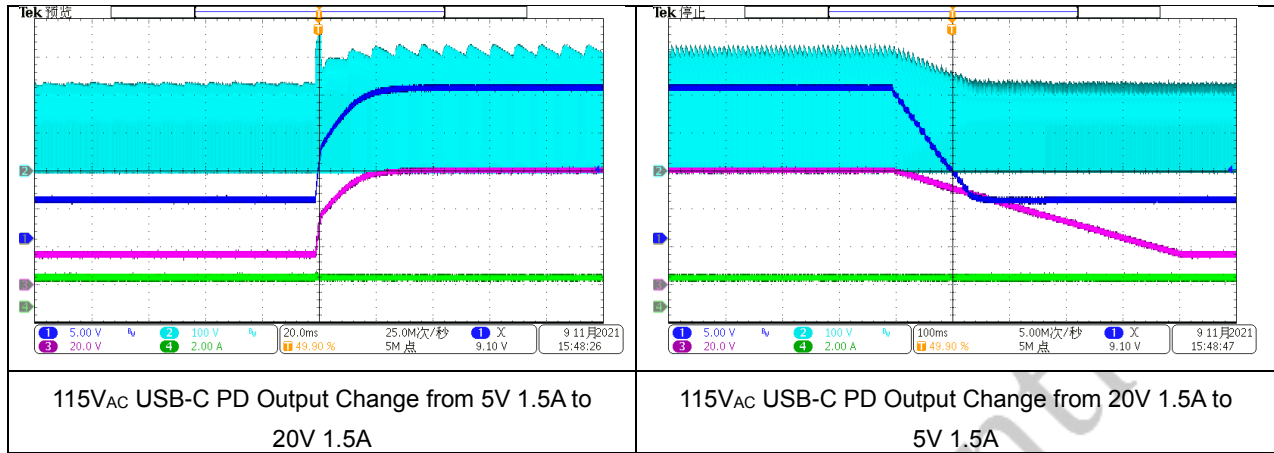 Tek 预览
T
T
2
1
3
4
1 5.00 V Bw 2 100 V Bw
3 20.0 V 4 2.00 A
20.0ms 25.0M次/秒 1 X
T 49.90 % 5M 点 9.10 V
9 11月2021
15:48:26
Tek 停止
T
T
2
1
3
4
1 5.00 V Bw 2 100 V Bw
3 20.0 V 4 2.00 A
100ms 5.00M次/秒 1 X
T 49.90 % 5M 点 9.10 V
9 11月2021
15:48:47
115VAC USB-C PD Output Change from 5V 1.5A to
20V 1.5A
115VAC USB-C PD Output Change from 20V 1.5A to
5V 1.5A